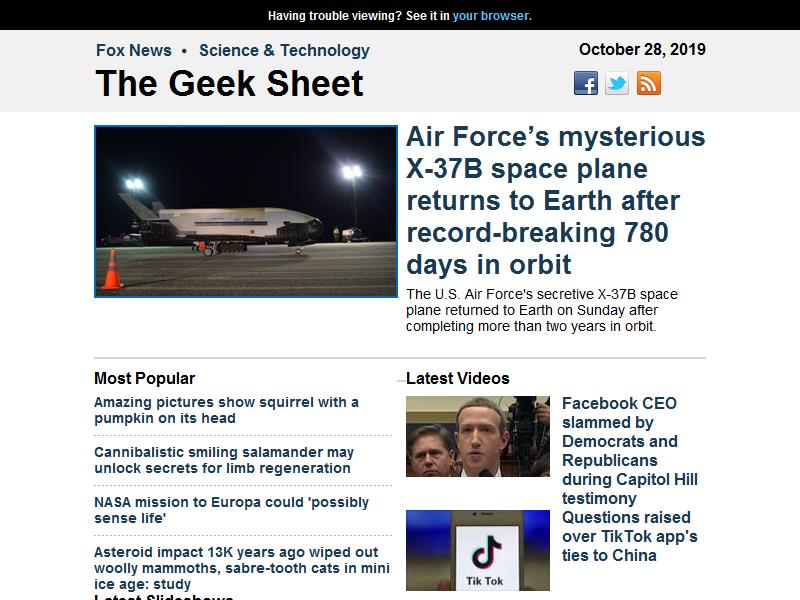 Having trouble viewing? See it in your browser.
Fox News • Science & Technology
October 28, 2019
The Geek Sheet
Air Force’s mysterious
X-37B space plane
returns to Earth after
record-breaking 780
days in orbit
The U.S. Air Force's secretive X-37B space
plane returned to Earth on Sunday after
completing more than two years in orbit.
Most Popular
Amazing pictures show squirrel with a
pumpkin on its head
Cannibalistic smiling salamander may
unlock secrets for limb regeneration
NASA mission to Europa could 'possibly
sense life'
Asteroid impact 13K years ago wiped out
woolly mammoths, sabre-tooth cats in mini
ice age: study
Latest Slideshows
Latest Videos
Facebook CEO
slammed by
Democrats and
Republicans
during Capitol Hill
testimony
Tik Tok
Questions raised
over TikTok app's
ties to China